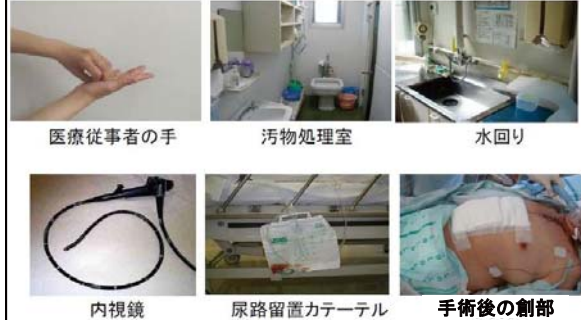 医療従事者の手
汚物処理室
水回り
内視鏡
尿路留置カテーテル
手術後の創部